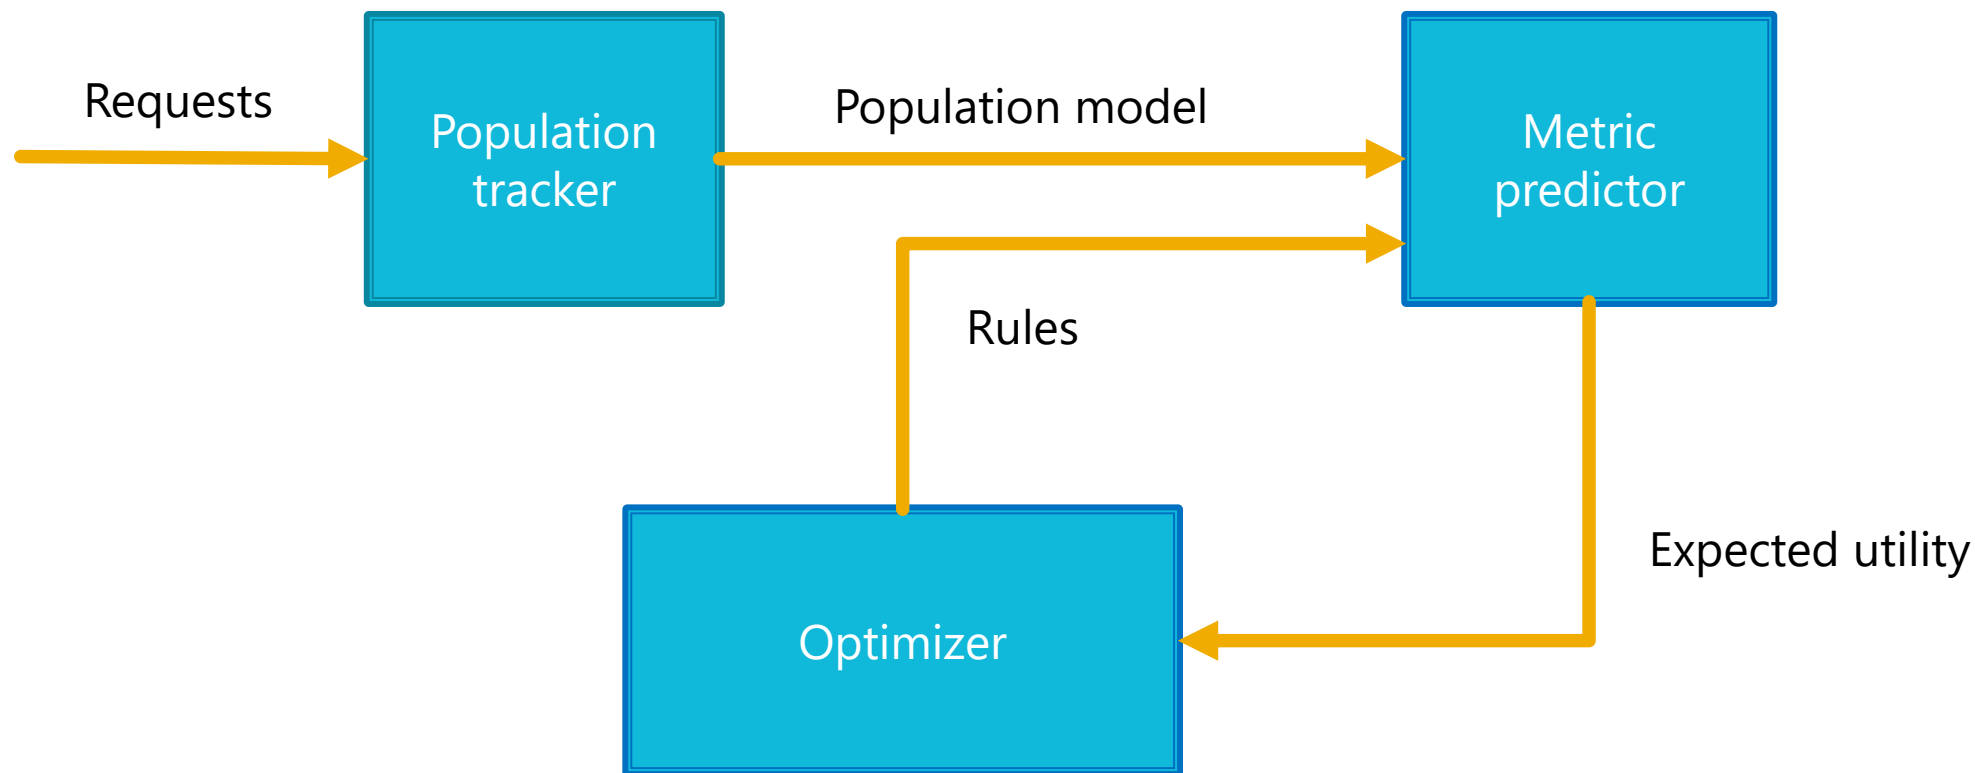 Requests
Population
tracker
Population model
Metric
predictor
Rules
Expected utility
Optimizer